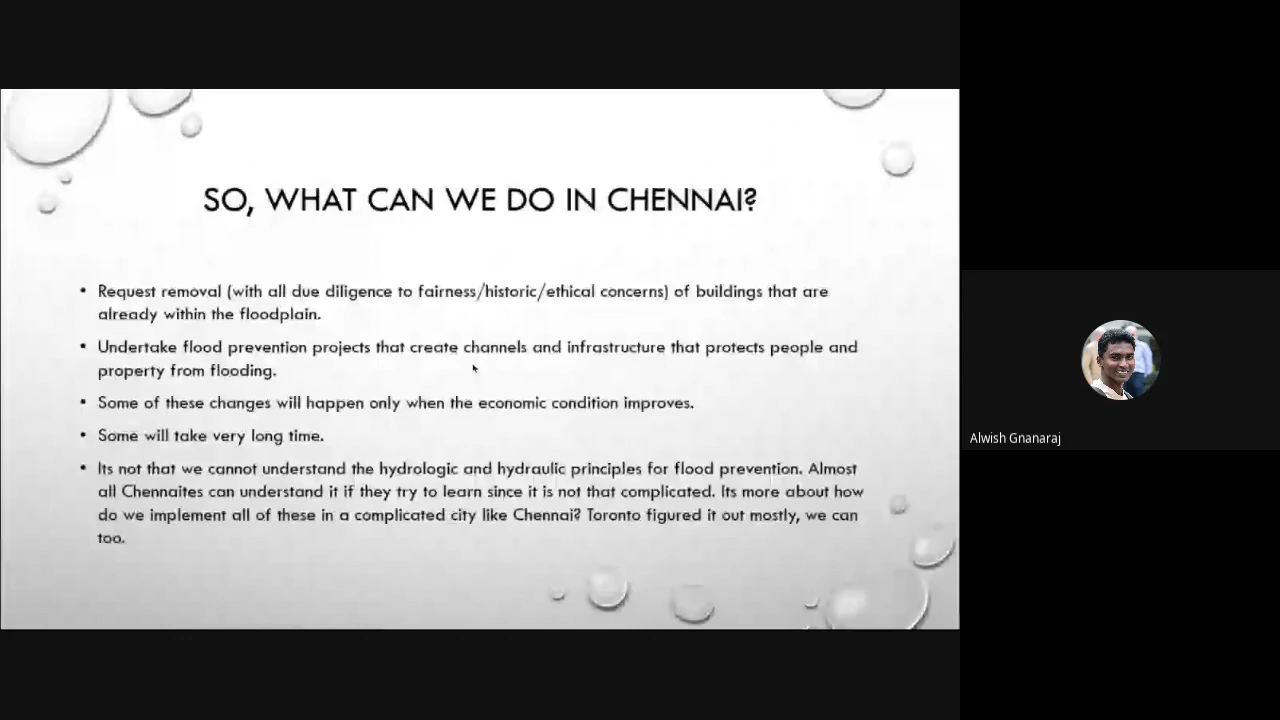 SO, WHAT CAN WE DO IN CHENNAI?
• Request removal (with all due diligence to fairness/historic/ethical concerns) of buildings that are
already within the floodplain.
• Undertake flood prevention projects that create channels and infrastructure that protects people and
property from flooding.
• Some of these changes will happen only when the economic condition improves.
• Some will take very long time.
• Its not that we cannot understand the hydrologic and hydraulic principles for flood prevention. Almost
all Chennaites can understand it if they try to learn since it is not that complicated. Its more about how
do we implement all of these in a complicated city like Chennai? Toronto figured it out mostly, we can
too.
Alwish Gnanaraj